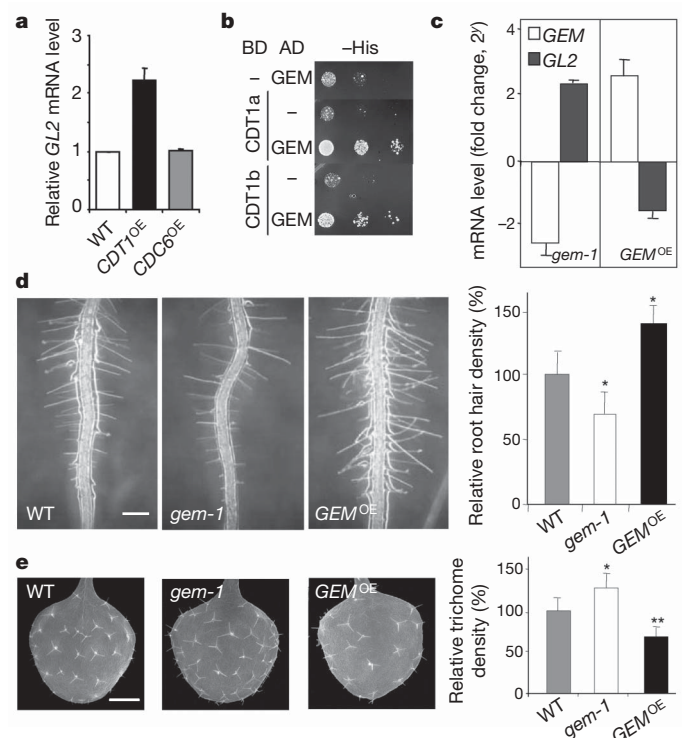 a
Relative GL2 mRNA level
3
2
1
0
WT
CDT1OE
CDC6OE
b
BD AD –His
– GEM
CDT1a
–
GEM
CDT1b
–
GEM
c
mRNA level (fold change, 2y)
4
2
0
–2
GEM
GL2
gem-1
GEMOE
d
WT
gem-1
GEMOE
Relative root hair density (%)
150
100
50
0
*
*
WT
gem-1
GEMOE
e
WT
gem-1
GEMOE
Relative trichome
density (%)
150
100
50
0
*
**
WT
gem-1
GEMOE